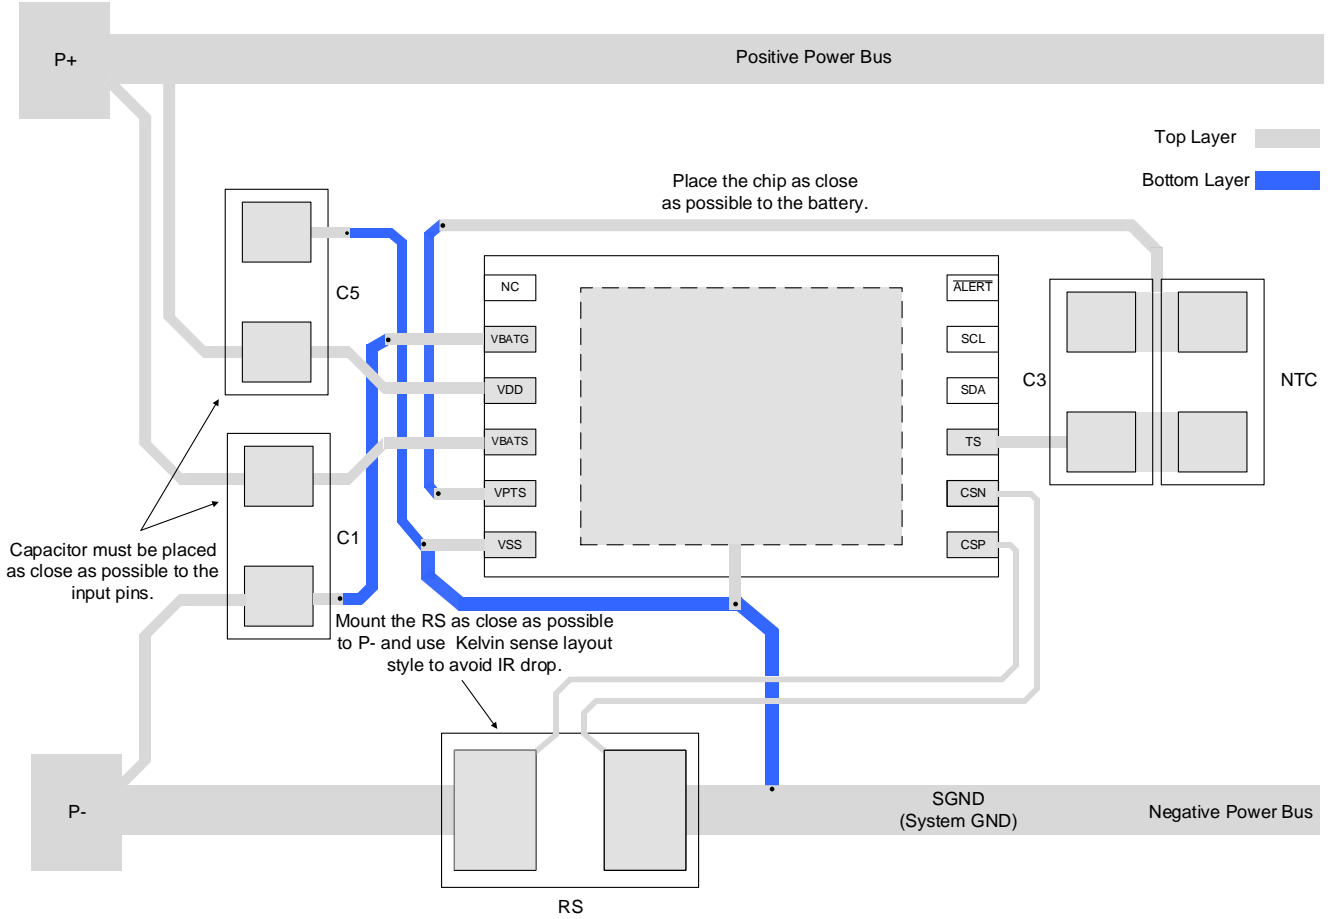 P+
Positive Power Bus
Top Layer
Bottom Layer
Place the chip as close
as possible to the battery.
C5
NC
VBATG
VDD
VBATS
VPTS
VSS
ALERT
SCL
SDA
TS
CSN
CSP
C3
NTC
C1
Capacitor must be placed
as close as possible to the
input pins.
Mount the RS as close as possible
to P- and use Kelvin sense layout
style to avoid IR drop.
P-
SGND
(System GND)
Negative Power Bus
RS